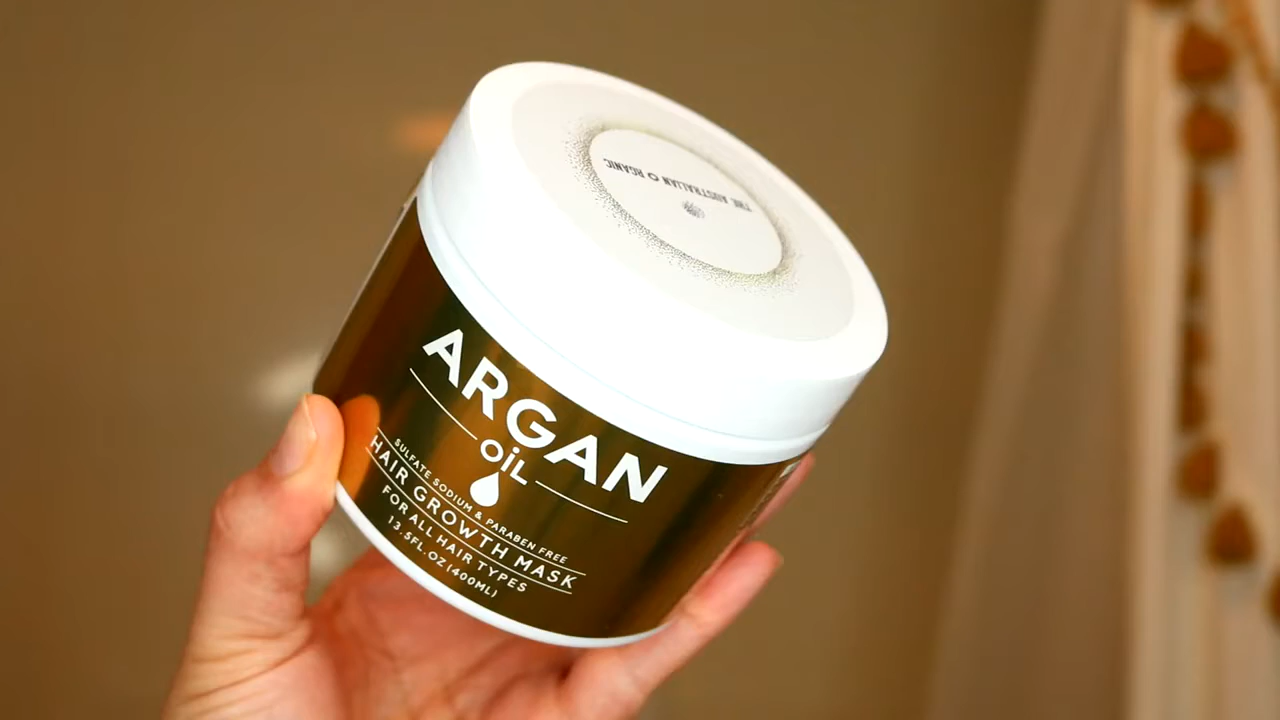 THE AUSTRALIAN ORGANIC
ARGAN
OiL
SULFATE SODIUM & PARABEN FREE
HAIR GROWTH MASK
FOR ALL HAIR TYPES
13.5FL.OZ(400ML)